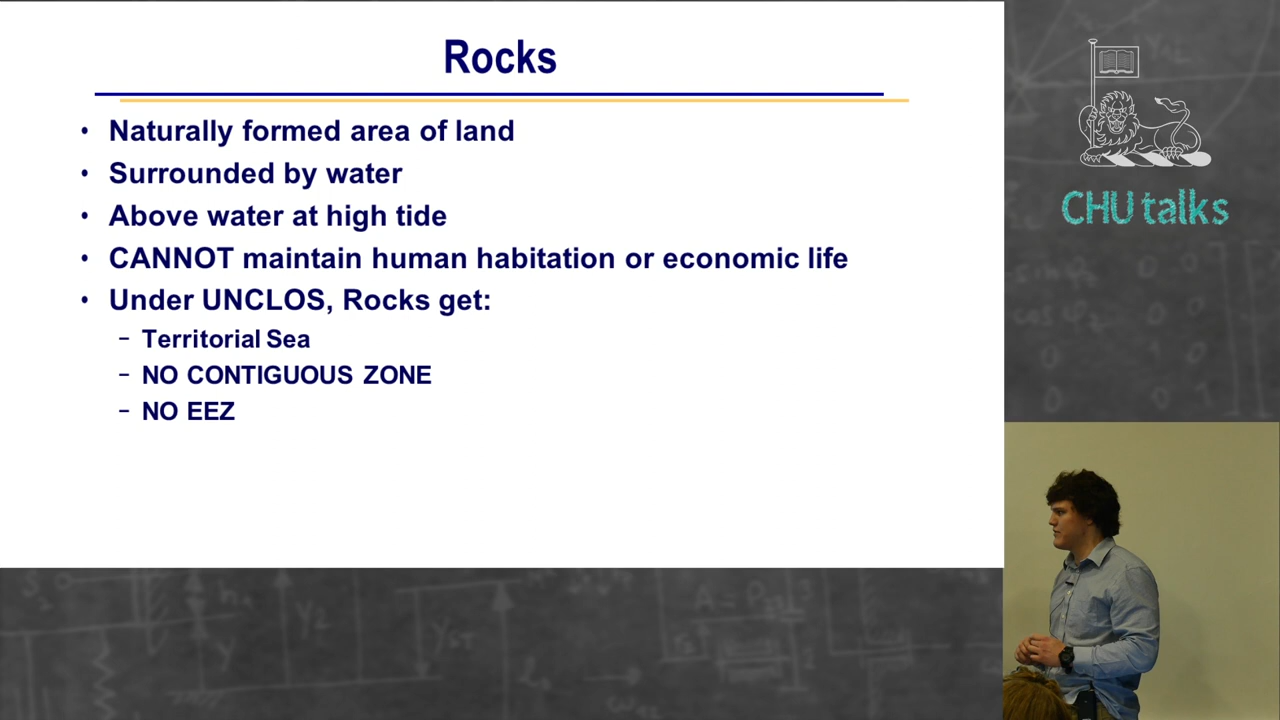 Rocks
• Naturally formed area of land
• Surrounded by water
• Above water at high tide
• CANNOT maintain human habitation or economic life
• Under UNCLOS, Rocks get:
– Territorial Sea
– NO CONTIGUOUS ZONE
– NO EEZ
CHU talks